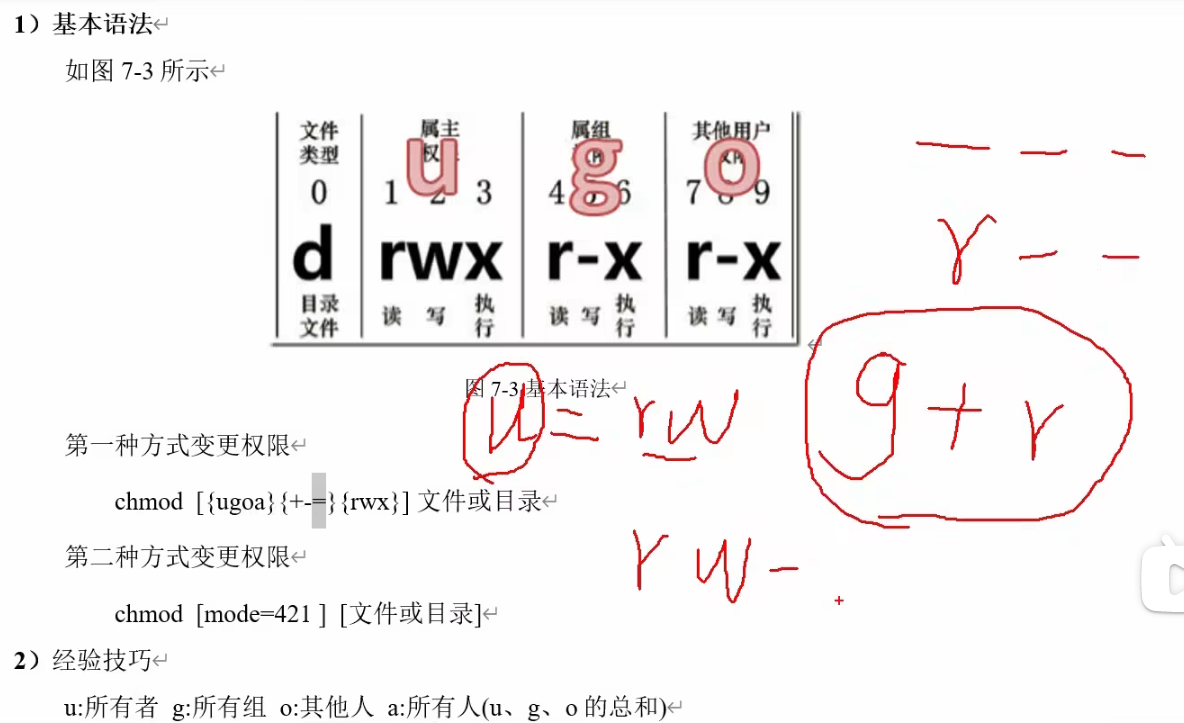 1）基本语法↵
如图 7-3 所示↵
文件类型 属主权 属组 其他用户
u g o
0 1 2 3 4 5 6 7 8 9
d rwx r-x r-x
目录文件 读 写 执行 读 写 执行 读 写 执行
— — —
r — —
图 7-3 基本语法↵
u = rw
g + r
第一种方式变更权限↵
chmod [{ugoa}{+-=}{rwx}] 文件或目录↵
rw-
第二种方式变更权限↵
chmod [mode=421 ] [文件或目录]↵
2）经验技巧↵
u:所有者 g:所有组 o:其他人 a:所有人(u、g、o 的总和)↵